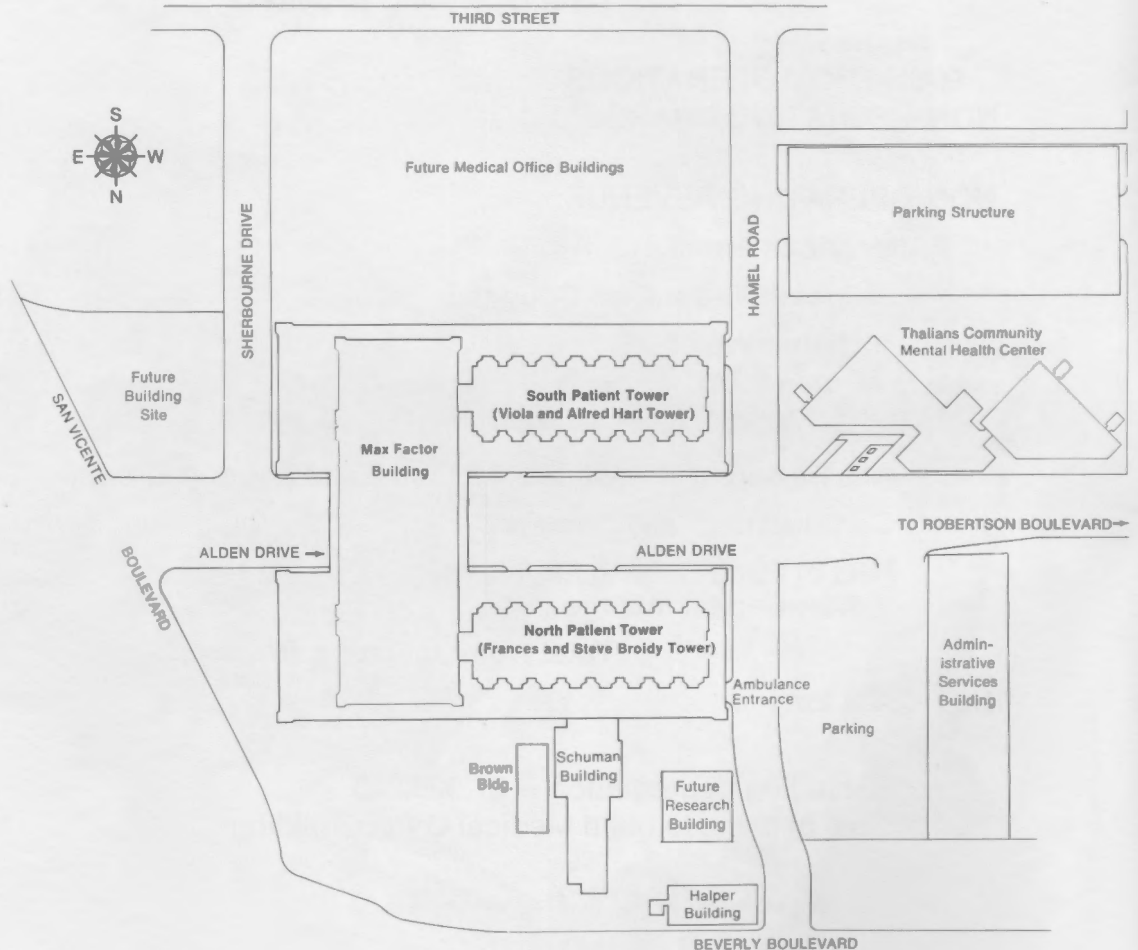 THIRD STREET
S
E W
N
Future Medical Office Buildings
SHERBOURNE DRIVE
HAMEL ROAD
Parking Structure
Thalians Community
Mental Health Center
Future
Building
Site
SAN VICENTE
South Patient Tower
(Viola and Alfred Hart Tower)
Max Factor
Building
TO ROBERTSON BOULEVARD→
ALDEN DRIVE →
ALDEN DRIVE
BOULEVARD
North Patient Tower
(Frances and Steve Broidy Tower)
Admin-
istrative
Services
Building
Ambulance
Entrance
Parking
Schuman
Building
Brown
Bldg.
Future
Research
Building
Halper
Building
BEVERLY BOULEVARD